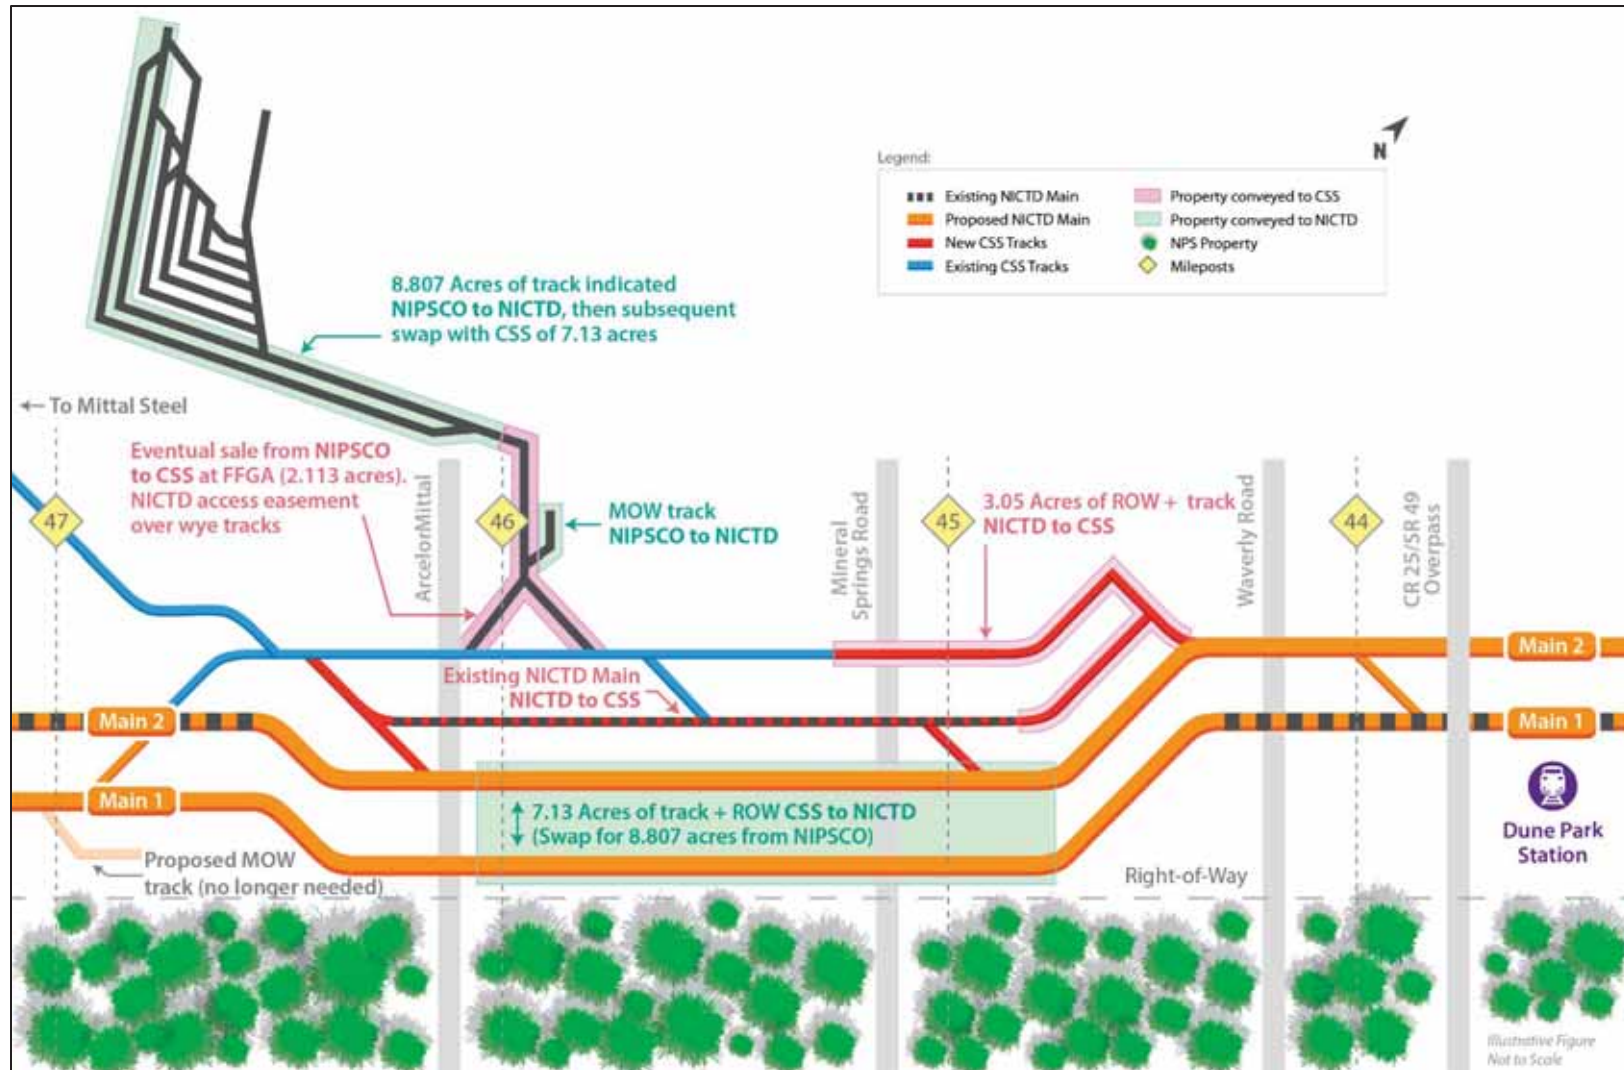 N
Legend:
Existing NICTD Main
Proposed NICTD Main
New CSS Tracks
Existing CSS Tracks
Property conveyed to CSS
Property conveyed to NICTD
NPS Property
Mileposts
8.807 Acres of track indicated
NIPSCO to NICTD, then subsequent
swap with CSS of 7.13 acres
To Mittal Steel
Eventual sale from NIPSCO
to CSS at FFGA (2.113 acres).
NICTD access easement
over wye tracks
ArcelorMittal
MOW track
NIPSCO to NICTD
Mineral
Springs Road
3.05 Acres of ROW + track
NICTD to CSS
Waverly Road
CR 25/SR 49
Overpass
47
46
45
44
Existing NICTD Main
NICTD to CSS
Main 2
Main 2
Main 1
Main 1
7.13 Acres of track + ROW CSS to NICTD
(Swap for 8.807 acres from NIPSCO)
Proposed MOW
track (no longer needed)
Right-of-Way
Dune Park
Station
Illustrative Figure
Not to Scale